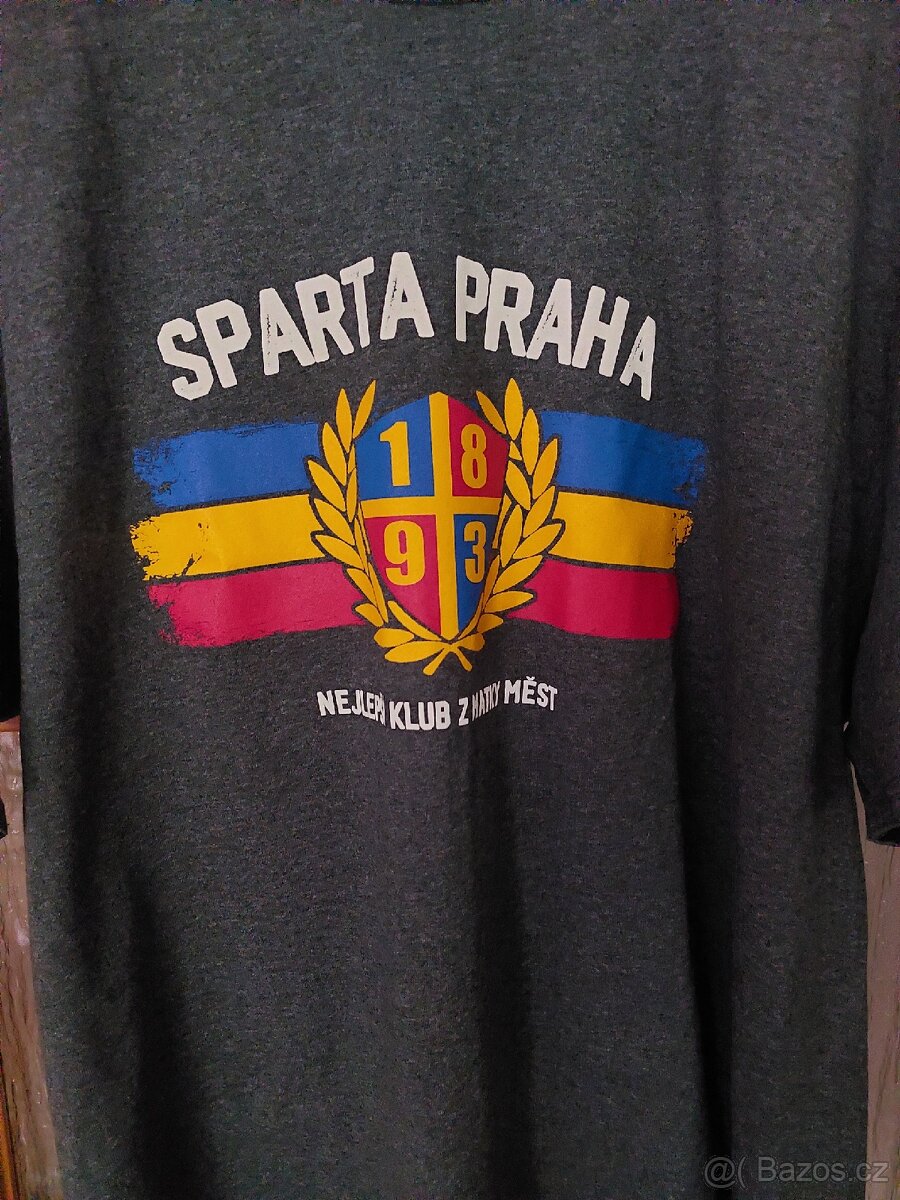 SPARTA PRAHA
18
93
NEJLEPŠÍ KLUB Z MATKY MĚST
@( Bazos.cz